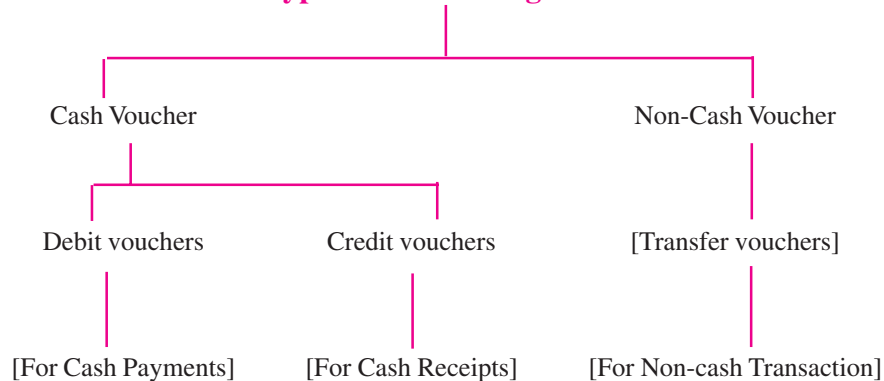 Cash Voucher
Non-Cash Voucher
Debit vouchers
Credit vouchers
[Transfer vouchers]
[For Cash Payments]
[For Cash Receipts]
[For Non-cash Transaction]